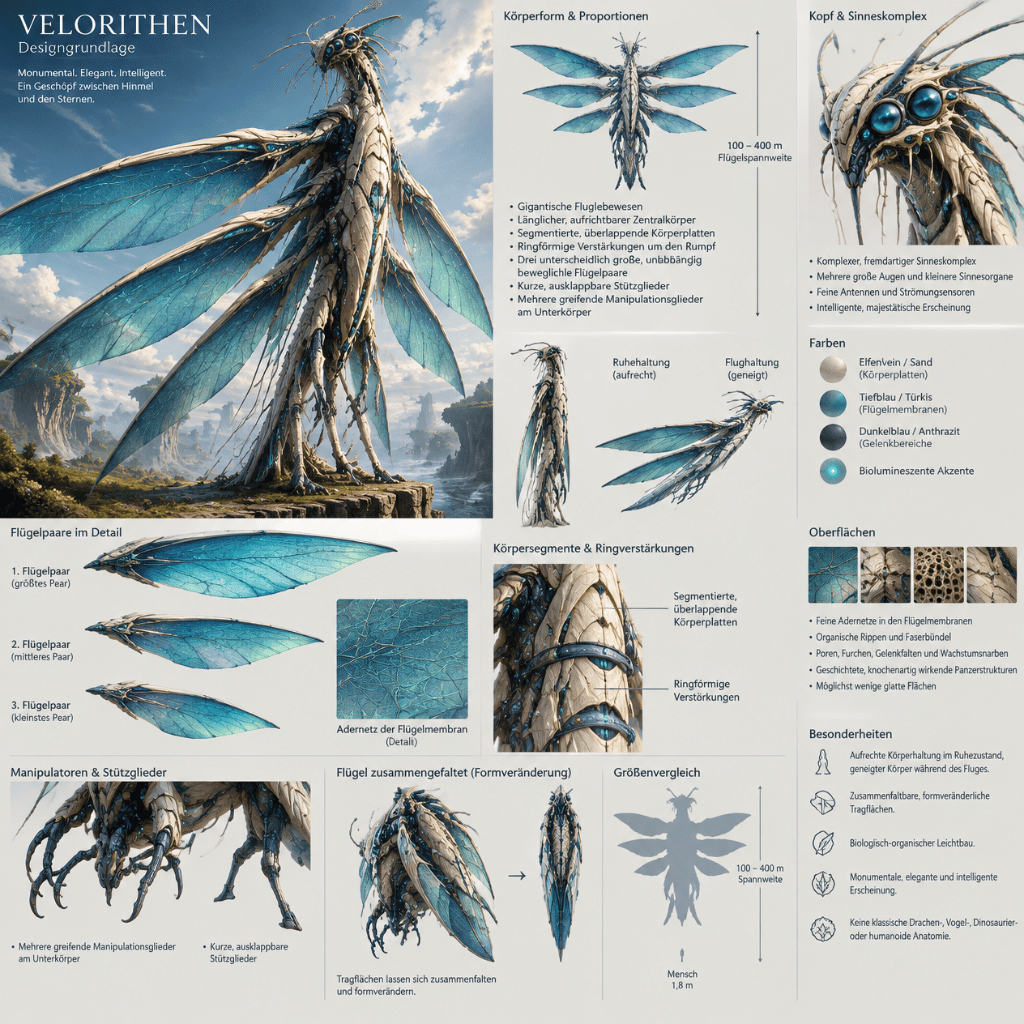 VELORITHEN
Designgrundlage
Monumental. Elegant, Intelligent.
Ein Geschöpf zwischen Himmel
und den Sternen.
Körperform & Proportionen
100 – 400 m
Flügelspannweite
• Gigantische Fluglebewesen
• Länglicher, aufrichtbarer Zentralkörper
• Segmentierte, überlappende Körperplatten
• Ringförmige Verstärkungen um den Rumpf
• Drei unterscheidlich große, unabbängig
bewegliche Flügelpaare
• Kurze, ausklappbare Stützglieder
• Mehrere greifende Manipulationsglieder
am Unterkörper
Kopf & Sinneskomplex
• Komplexer, fremdartiger Sinneskomplex
• Mehrere große Augen und kleinere Sinnesorgane
• Feine Antennen und Strömungsensoren
• Intelligente, majestätische Erscheinung
Ruhehaltung
(aufrecht)
Flughaltung
(geneigt)
Farben
Elfenvein / Sand
(Körperplatten)
Tiefblau / Türkis
(Flügelmembranen)
Dunkelblau / Anthrazit
(Gelenkbereiche
Biolumineszente Akzente
Flügelpaare im Detail
1. Flügelpaar
(größtes Pear)
2. Flügelpaar
(mittleres Paar)
3. Flügelpaar
(kleinstes Pear)
Adernetz der Flügelmembran
(Detalt)
Körpersegmente & Ringverstärkungen
Segmentierte,
überlappende
Körperplatten
Ringförmige
Verstärkungen
Oberflächen
• Feine Adernetze in den Flügelmembranen
• Organische Rippen und Faserbündel
• Poren, Furchen, Gelenkfalten und Wachstumsnarben
• Geschichtete, knochenartig wirkende Panzerstrukturen
• Möglichst wenige glatte Flächen
Manipulatoren & Stützglieder
• Mehrere greifende Manipulationsglieder
am Unterkörper
• Kurze, ausklappbare
Stützglieder
Flügel zusammengefaltet (Formveränderung)
Tragflächen lassen sich zusammenfalten
und formverändern.
Größenvergleich
100 – 400 m
Spannweite
Mensch
1,8 m
Besonderheiten
Aufrechte Körperhaltung im Ruhezustand,
geneigter Körper während des Fluges.
Zusammenfaltbare, formveränderliche
Tragflächen.
Biologisch-organischer Leichtbau.
Monumentale, elegante und intelligente
Erscheinung.
Keine klassische Drachen-, Vogel-, Dinosaurier-
oder humanoide Anatomie.